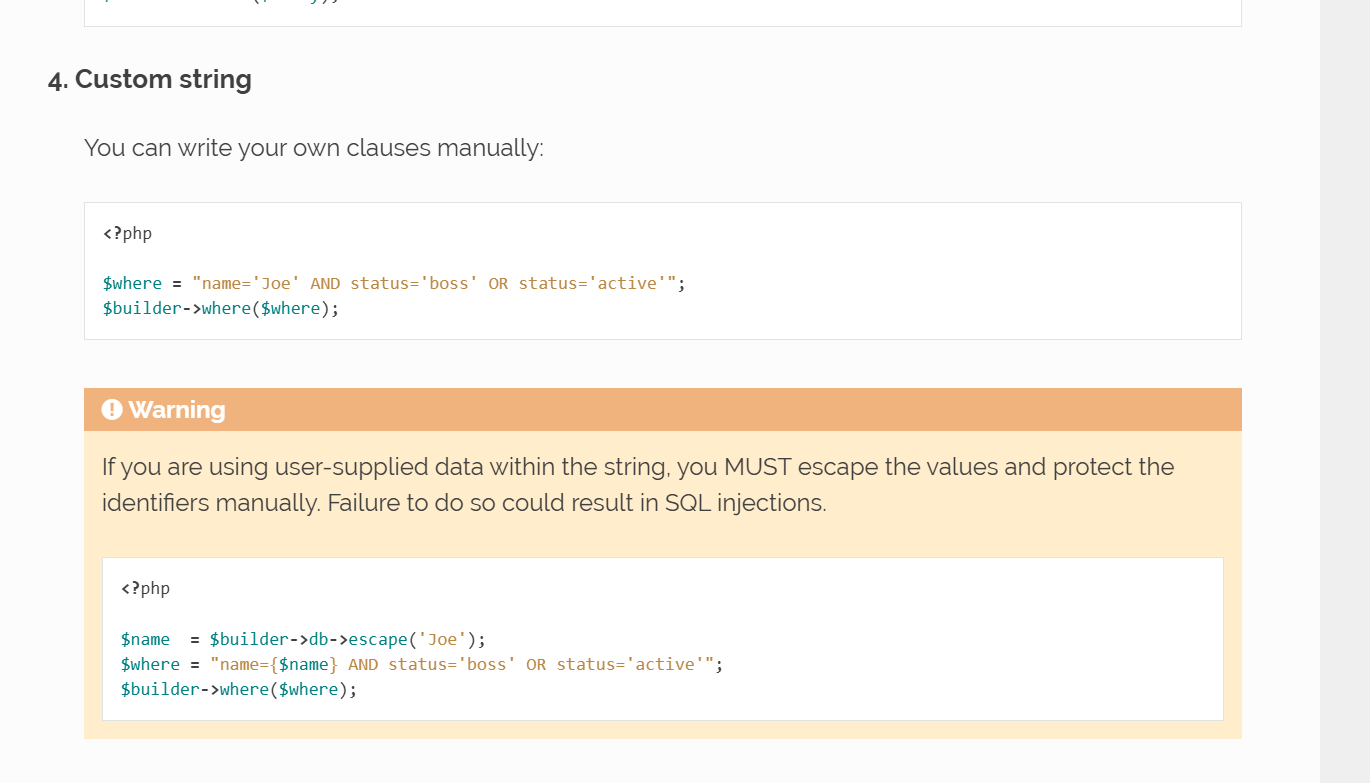 4. Custom string
You can write your own clauses manually:
<?php
$where = "name='Joe' AND status='boss' OR status='active'";
$builder->where($where);
Warning
If you are using user-supplied data within the string, you MUST escape the values and protect the
identifiers manually. Failure to do so could result in SQL injections.
<?php
$name  = $builder->db->escape('Joe');
$where = "name={$name} AND status='boss' OR status='active'";
$builder->where($where);